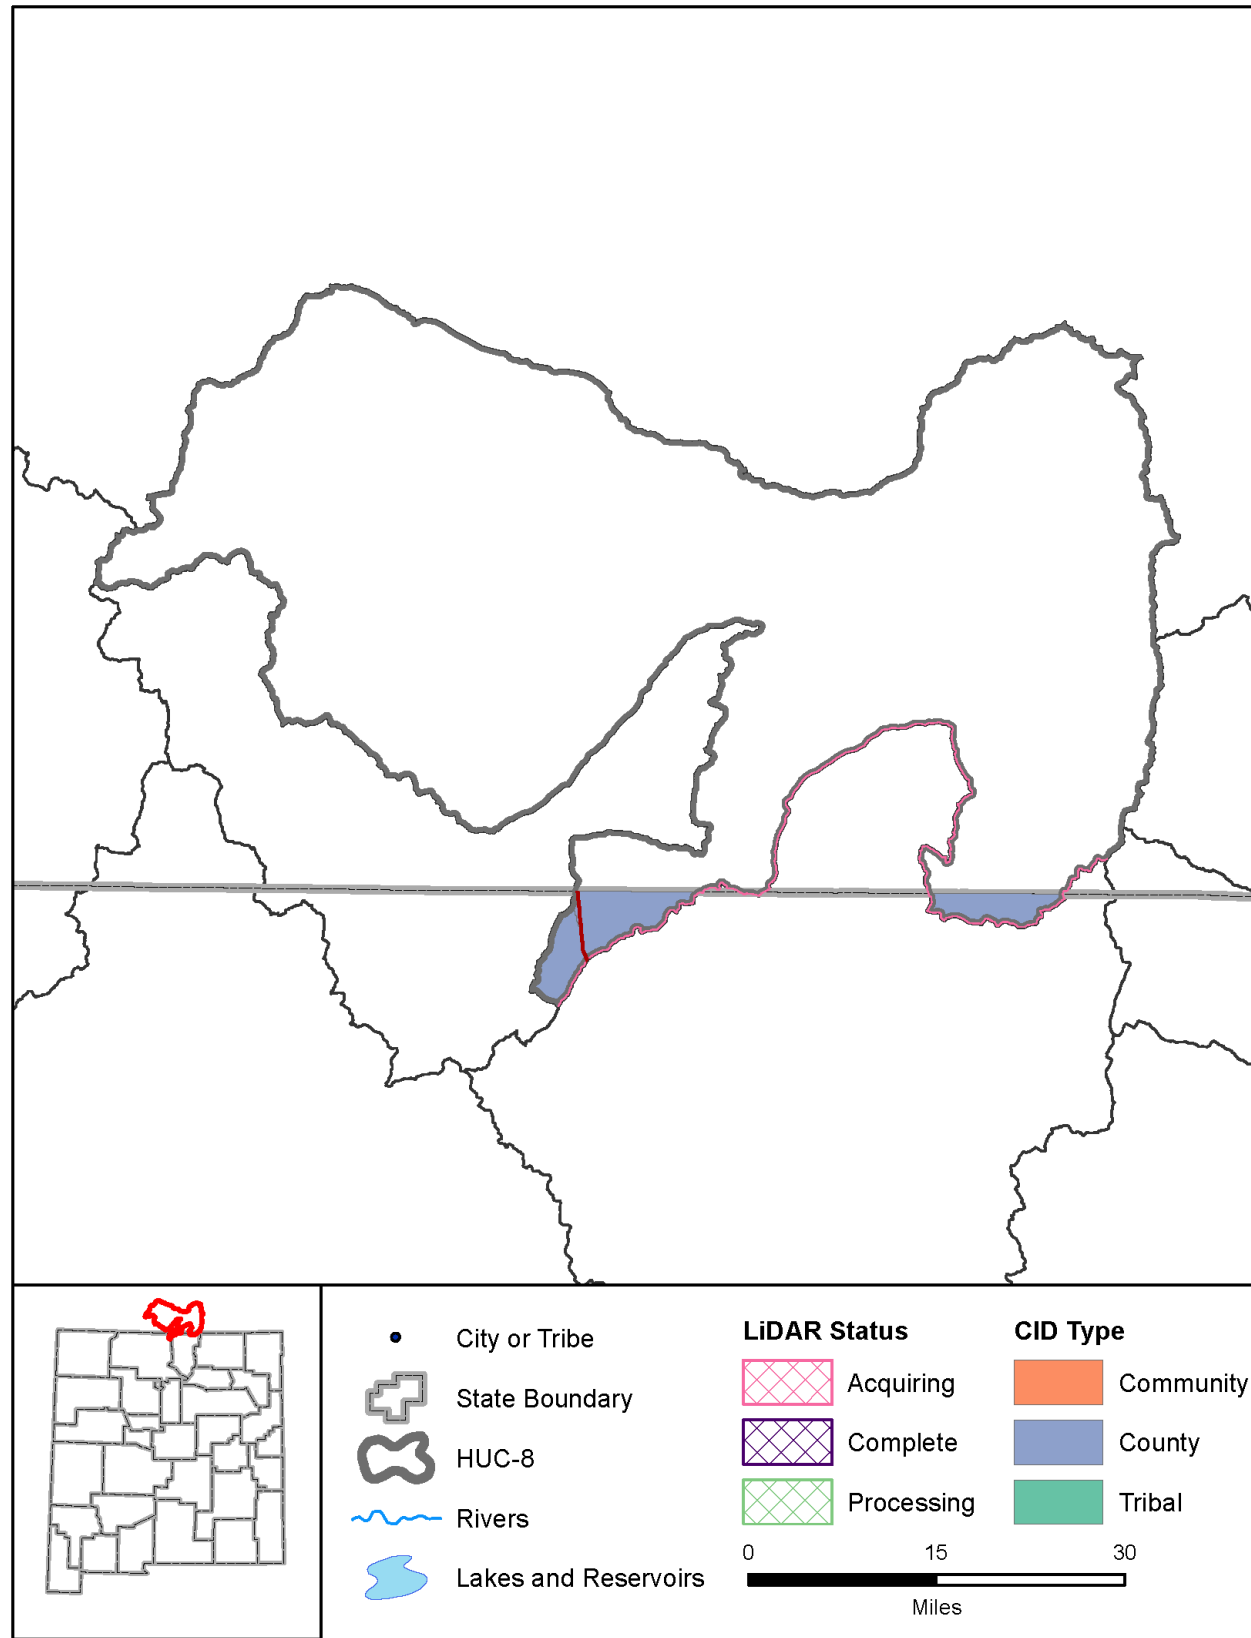 City or Tribe
State Boundary
HUC-8
Rivers
Lakes and Reservoirs
LiDAR Status
Acquiring
Complete
Processing
CID Type
Community
County
Tribal
0 15 30
Miles